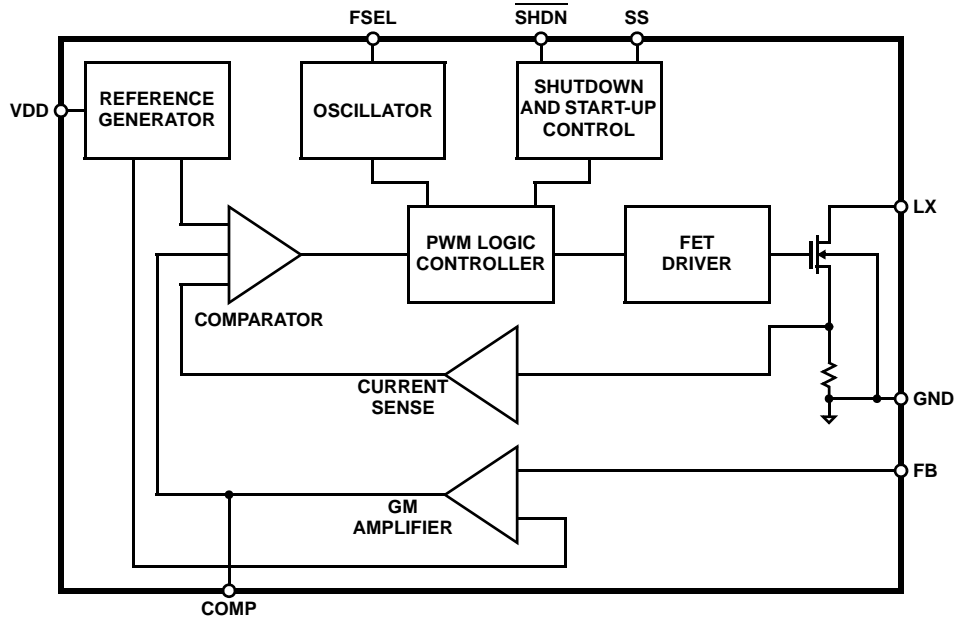 FSEL
SHDN
SS
VDD
REFERENCE
GENERATOR
OSCILLATOR
SHUTDOWN
AND START-UP
CONTROL
LX
PWM LOGIC
CONTROLLER
FET
DRIVER
COMPARATOR
CURRENT
SENSE
GND
FB
GM
AMPLIFIER
COMP